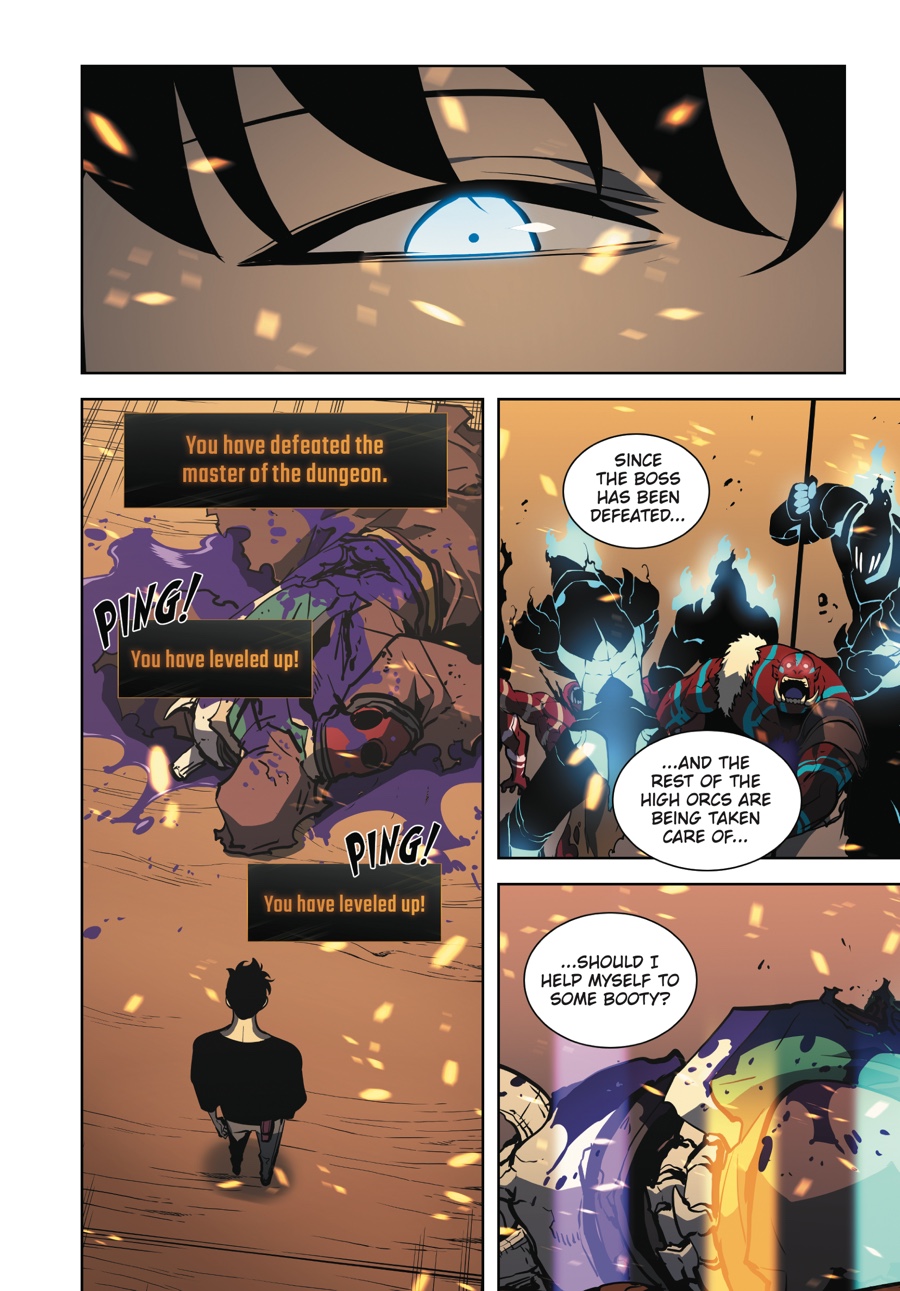 You have defeated the
master of the dungeon.
PING!
You have leveled up!
PING!
You have leveled up!
SINCE
THE BOSS
HAS BEEN
DEFEATED...
...AND THE
REST OF THE
HIGH ORCS ARE
BEING TAKEN
CARE OF...
...SHOULD I
HELP MYSELF TO
SOME BOOTY?